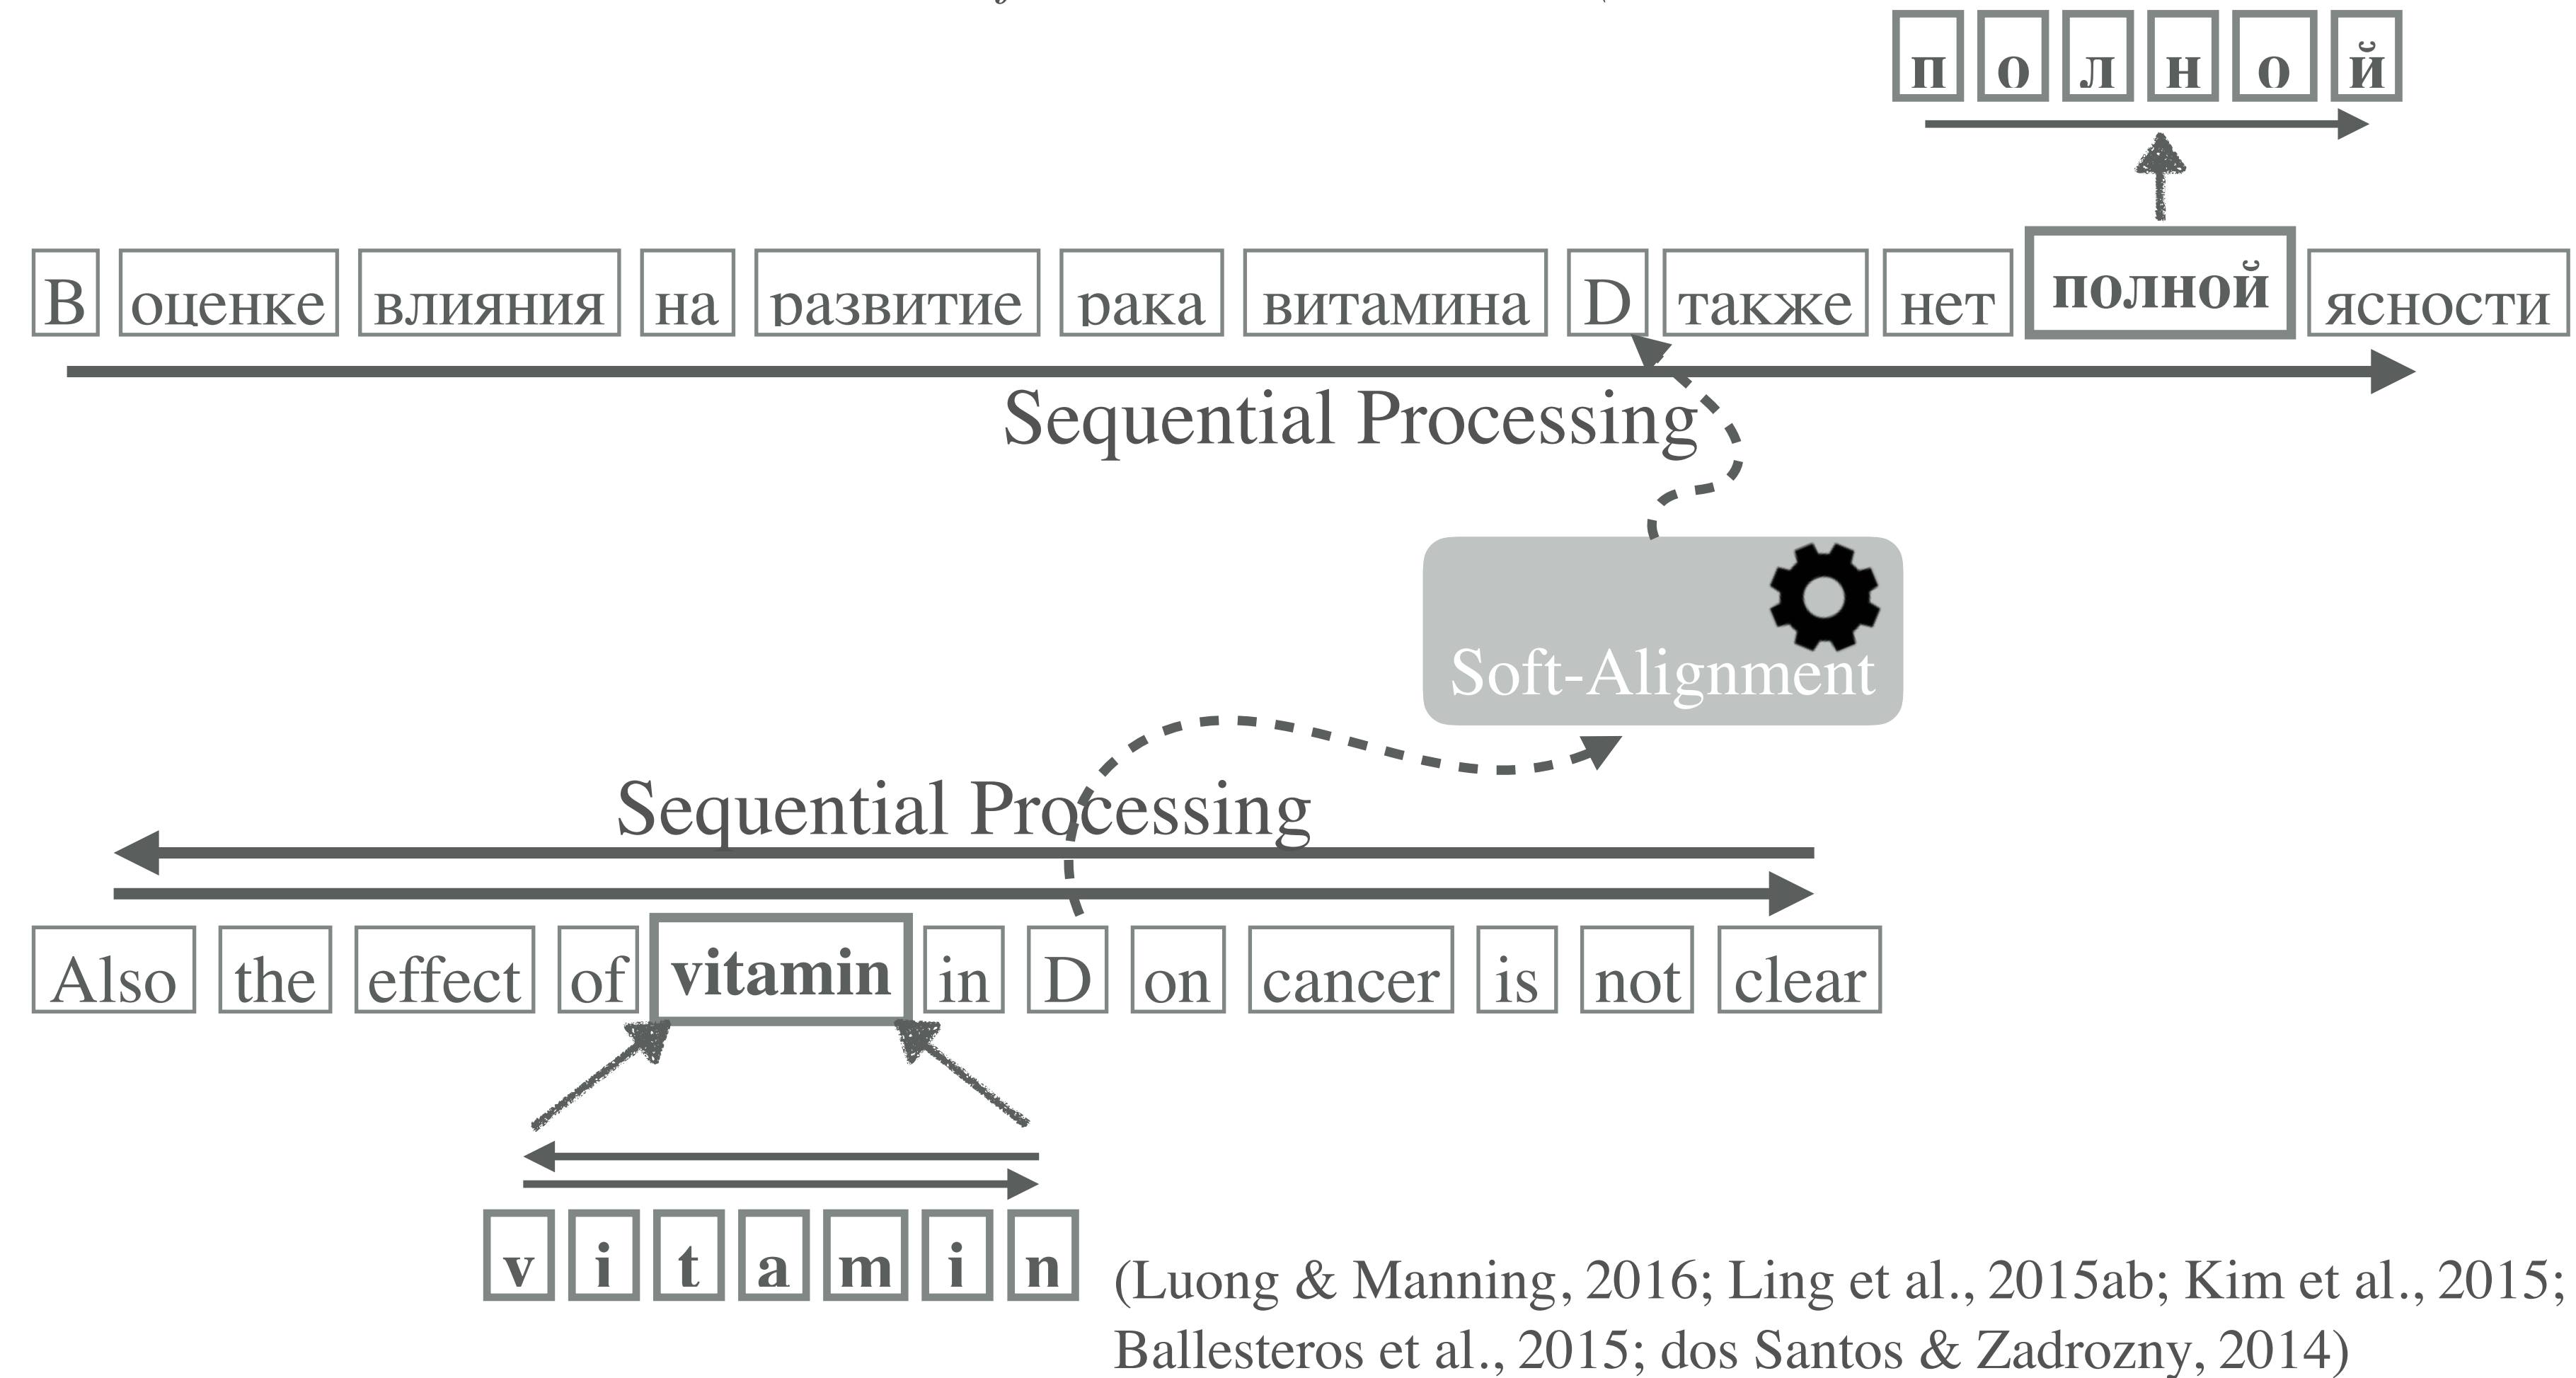 п о л н о й
В оценке влияния на развитие рака витамина D также нет полной ясности
Sequential Processing
Soft-Alignment
Sequential Processing
Also the effect of vitamin in D on cancer is not clear
v i t a m i n
(Luong & Manning, 2016; Ling et al., 2015ab; Kim et al., 2015;
Ballesteros et al., 2015; dos Santos & Zadrozny, 2014)